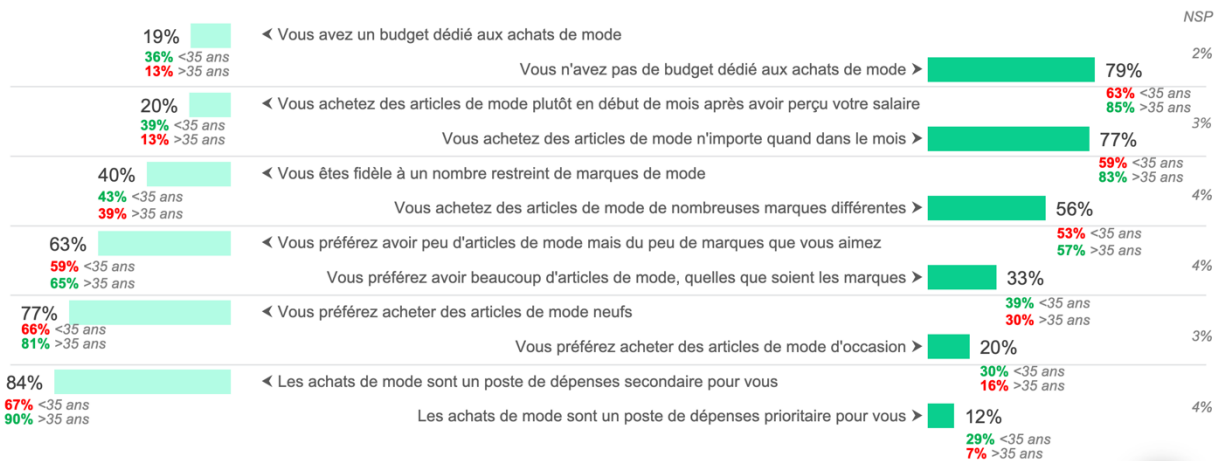 NSP
19%
⮜ Vous avez un budget dédié aux achats de mode
36% <35 ans
13% >35 ans
2%
Vous n'avez pas de budget dédié aux achats de mode ⮞
79%
63% <35 ans
85% >35 ans
20%
⮜ Vous achetez des articles de mode plutôt en début de mois après avoir perçu votre salaire
39% <35 ans
13% >35 ans
3%
Vous achetez des articles de mode n'importe quand dans le mois ⮞
77%
59% <35 ans
83% >35 ans
40%
⮜ Vous êtes fidèle à un nombre restreint de marques de mode
43% <35 ans
39% >35 ans
4%
Vous achetez des articles de mode de nombreuses marques différentes ⮞
56%
53% <35 ans
57% >35 ans
63%
⮜ Vous préférez avoir peu d'articles de mode mais du peu de marques que vous aimez
59% <35 ans
65% >35 ans
4%
Vous préférez avoir beaucoup d'articles de mode, quelles que soient les marques ⮞
33%
39% <35 ans
30% >35 ans
77%
⮜ Vous préférez acheter des articles de mode neufs
66% <35 ans
81% >35 ans
3%
Vous préférez acheter des articles de mode d'occasion ⮞
20%
30% <35 ans
16% >35 ans
84%
⮜ Les achats de mode sont un poste de dépenses secondaire pour vous
67% <35 ans
90% >35 ans
4%
Les achats de mode sont un poste de dépenses prioritaire pour vous ⮞
12%
29% <35 ans
7% >35 ans